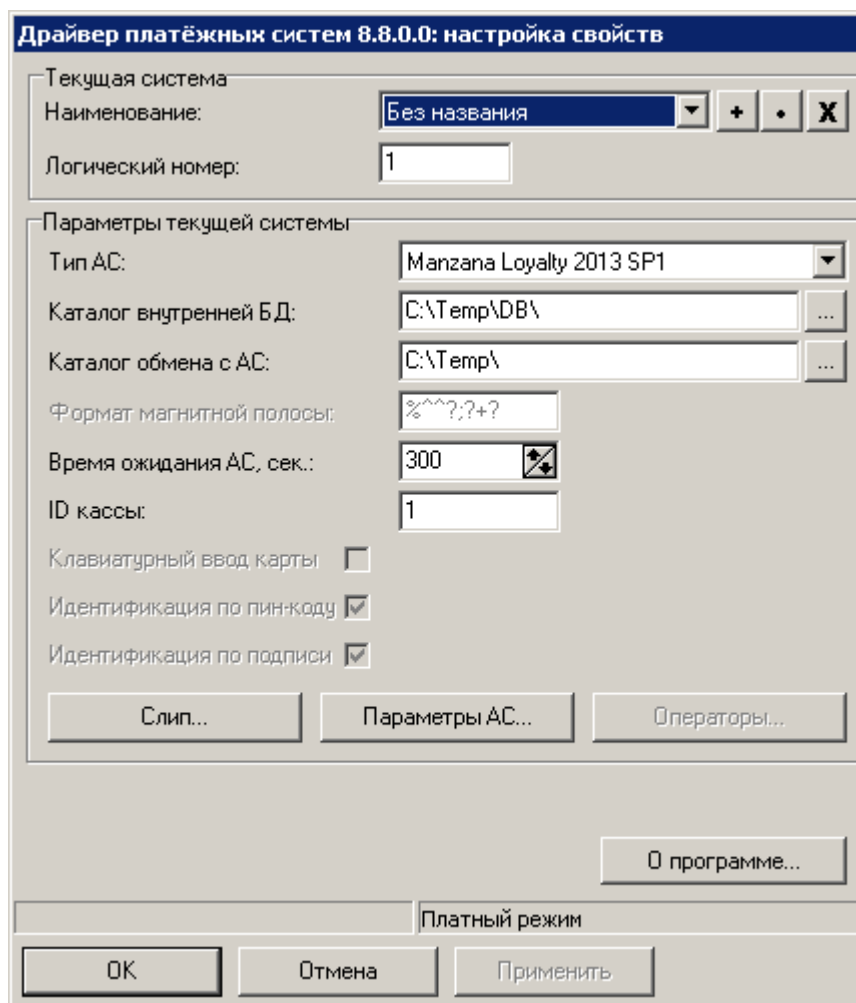 Драйвер платёжных систем 8.8.0.0: настройка свойств
Текущая система
Наименование: Без названия + • X
Логический номер: 1
Параметры текущей системы
Тип АС: Manzana Loyalty 2013 SP1
Каталог внутренней БД: C:\Temp\DB\ ...
Каталог обмена с АС: C:\Temp\ ...
Формат магнитной полосы: %^^?;?+?
Время ожидания АС, сек.: 300
ID кассы: 1
Клавиатурный ввод карты
Идентификация по пин-коду
Идентификация по подписи
Слип... Параметры АС... Операторы...
О программе...
Платный режим
ОК Отмена Применить